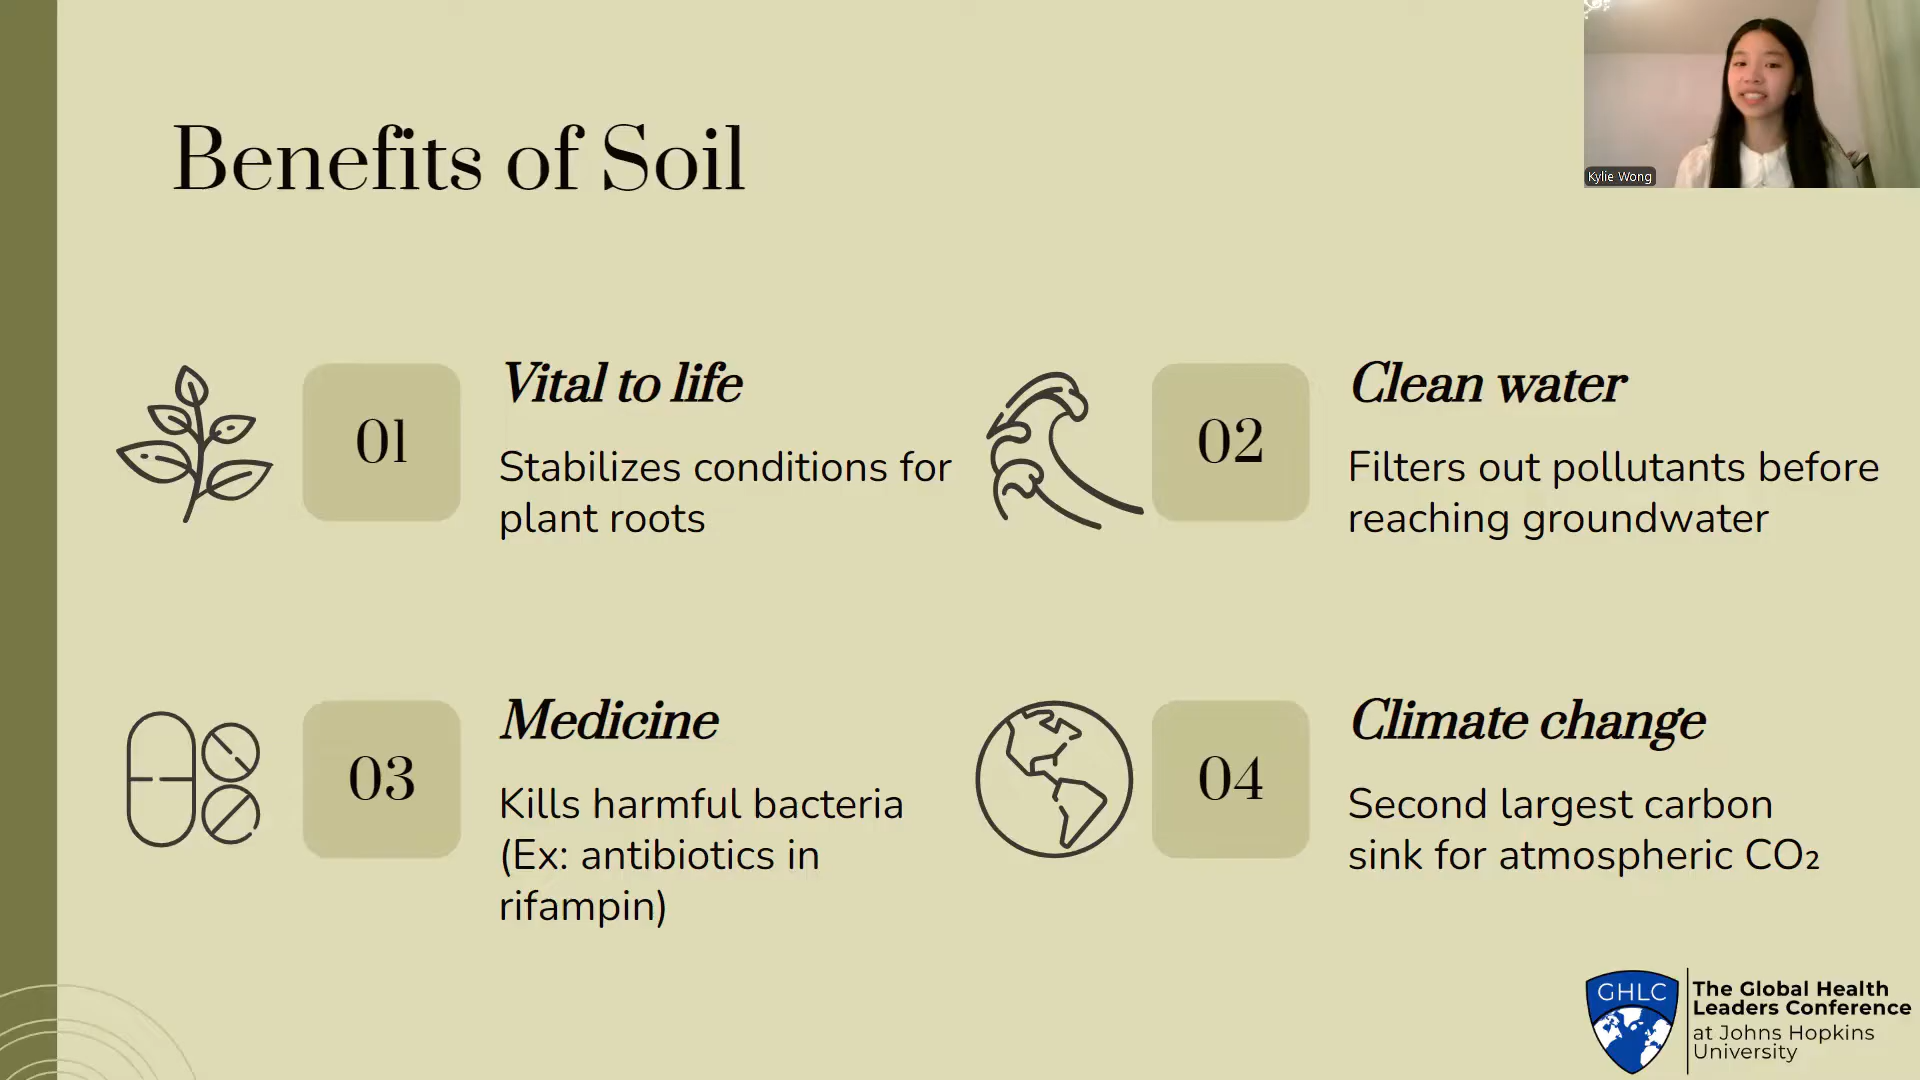 Benefits of Soil
Kylie Wong
01
Vital to life
Stabilizes conditions for
plant roots
02
Clean water
Filters out pollutants before
reaching groundwater
03
Medicine
Kills harmful bacteria
(Ex: antibiotics in
rifampin)
04
Climate change
Second largest carbon
sink for atmospheric CO₂
GHLC
The Global Health
Leaders Conference
at Johns Hopkins
University